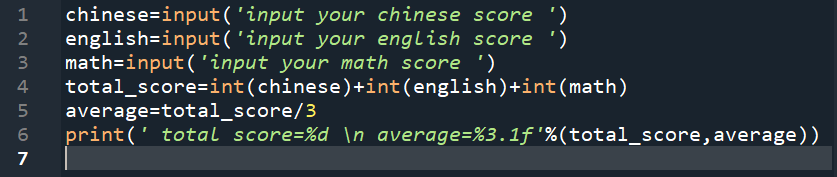 1 chinese=input('input your chinese score ')
2 english=input('input your english score ')
3 math=input('input your math score ')
4 total_score=int(chinese)+int(english)+int(math)
5 average=total_score/3
6 print(' total score=%d \n average=%3.1f'%(total_score,average))
7